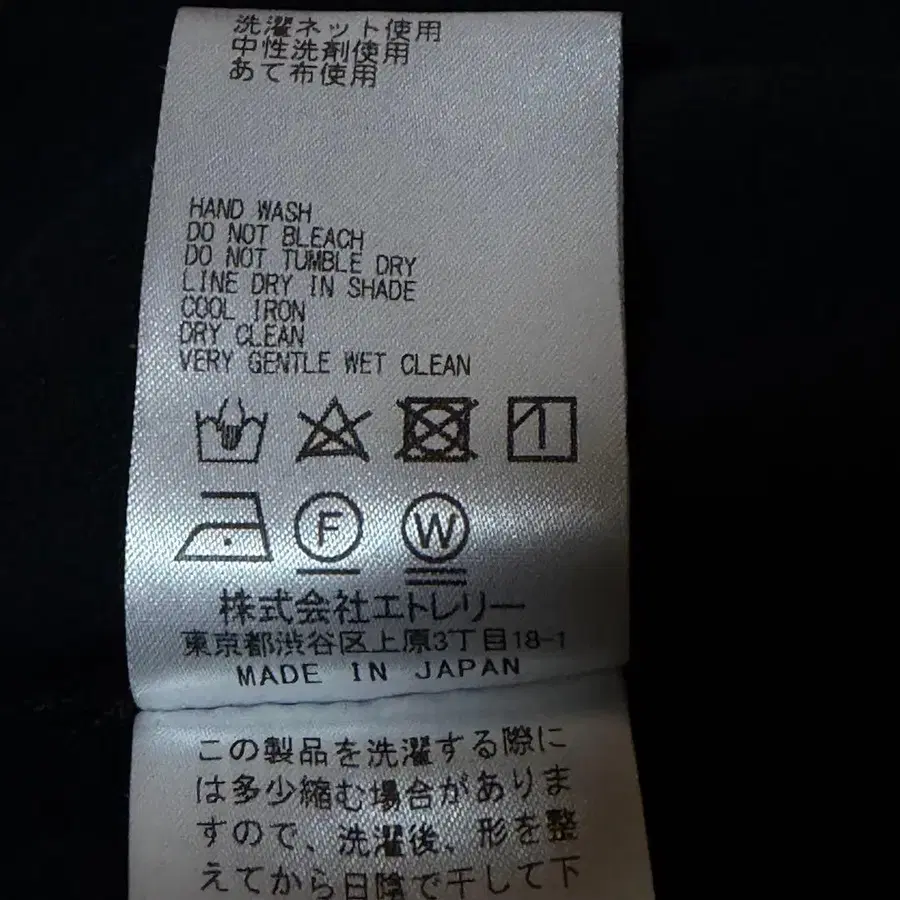 洗濯ネット使用
中性洗剤使用
あて布使用
HAND WASH
DO NOT BLEACH
DO NOT TUMBLE DRY
LINE DRY IN SHADE
COOL IRON
DRY CLEAN
VERY GENTLE WET CLEAN
F W
株式会社エトレリー
東京都渋谷区上原3丁目18-1
MADE IN JAPAN
この製品を洗濯する際に
は多少縮む場合がありま
すので、洗濯後、形を整
えてから日陰で干して下